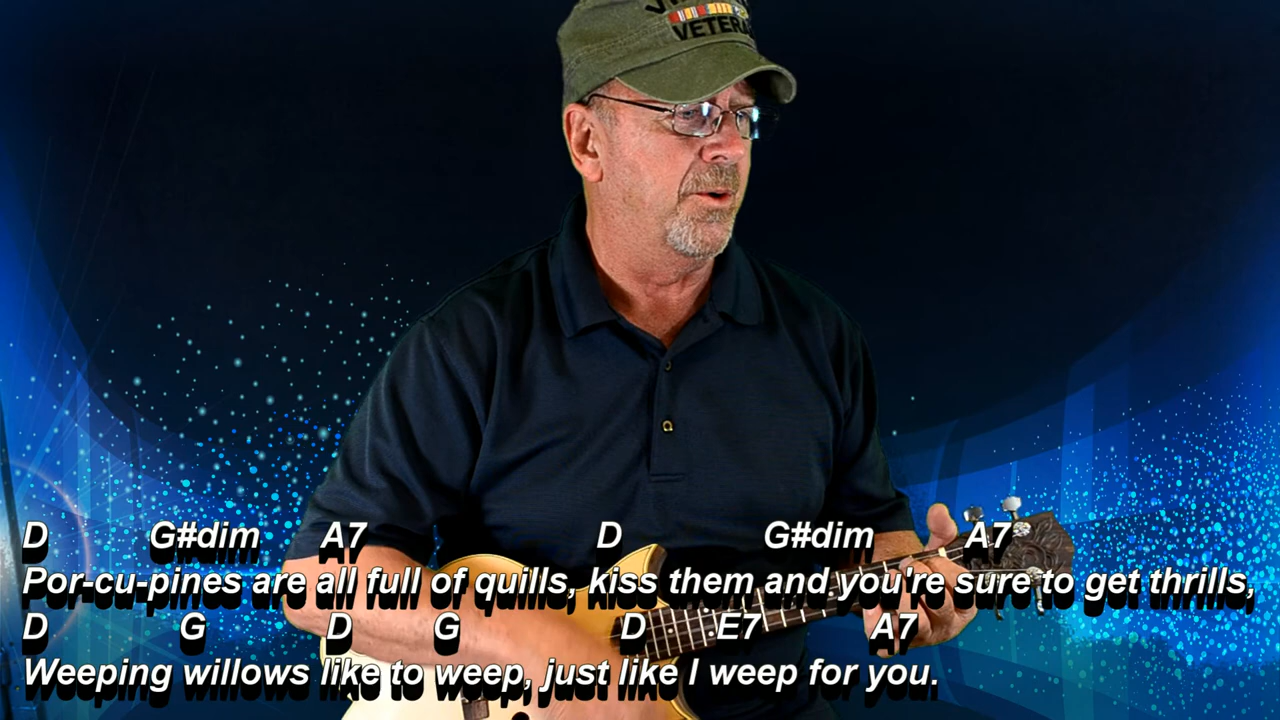 VETERA
D G#dim A7 D G#dim A7
Por-cu-pines are all full of quills, kiss them and you're sure to get thrills,
D G D G D E7 A7
Weeping willows like to weep, just like I weep for you.